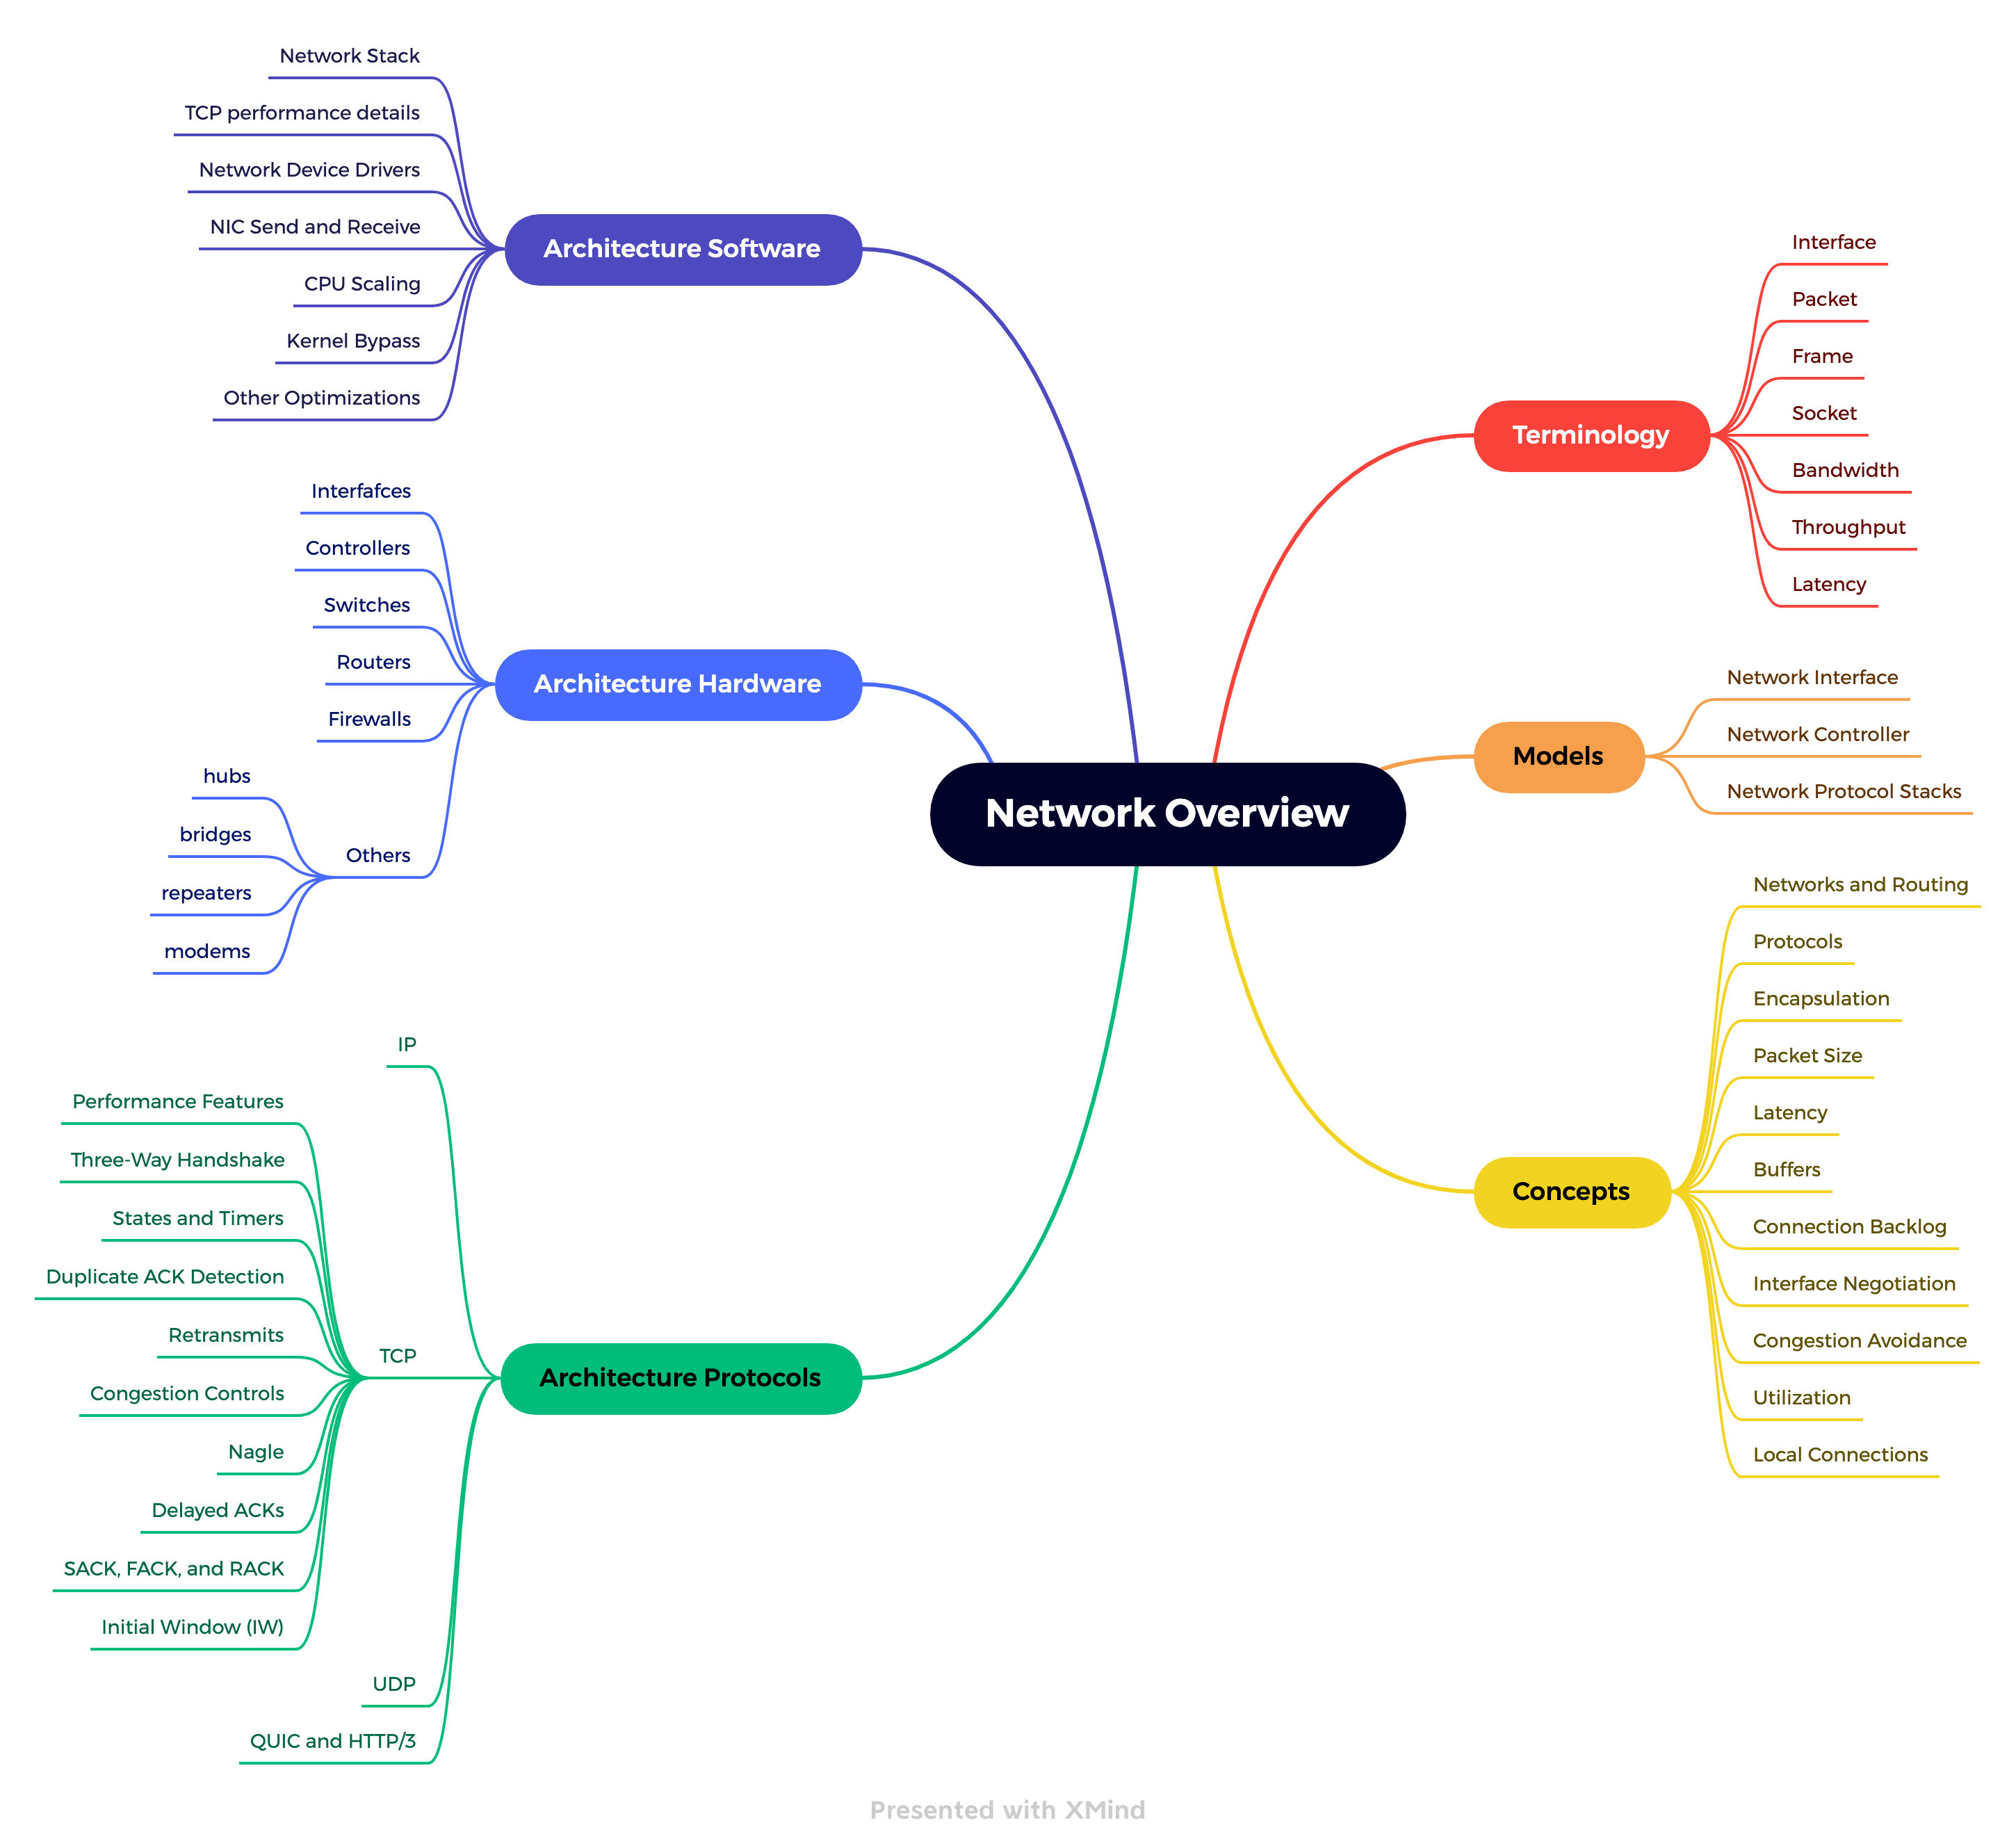 Network Overview
Architecture Software
Network Stack
TCP performance details
Network Device Drivers
NIC Send and Receive
CPU Scaling
Kernel Bypass
Other Optimizations
Architecture Hardware
Interfafces
Controllers
Switches
Routers
Firewalls
Others
hubs
bridges
repeaters
modems
Architecture Protocols
IP
TCP
Performance Features
Three-Way Handshake
States and Timers
Duplicate ACK Detection
Retransmits
Congestion Controls
Nagle
Delayed ACKs
SACK, FACK, and RACK
Initial Window (IW)
UDP
QUIC and HTTP/3
Terminology
Interface
Packet
Frame
Socket
Bandwidth
Throughput
Latency
Models
Network Interface
Network Controller
Network Protocol Stacks
Concepts
Networks and Routing
Protocols
Encapsulation
Packet Size
Latency
Buffers
Connection Backlog
Interface Negotiation
Congestion Avoidance
Utilization
Local Connections
Presented with XMind